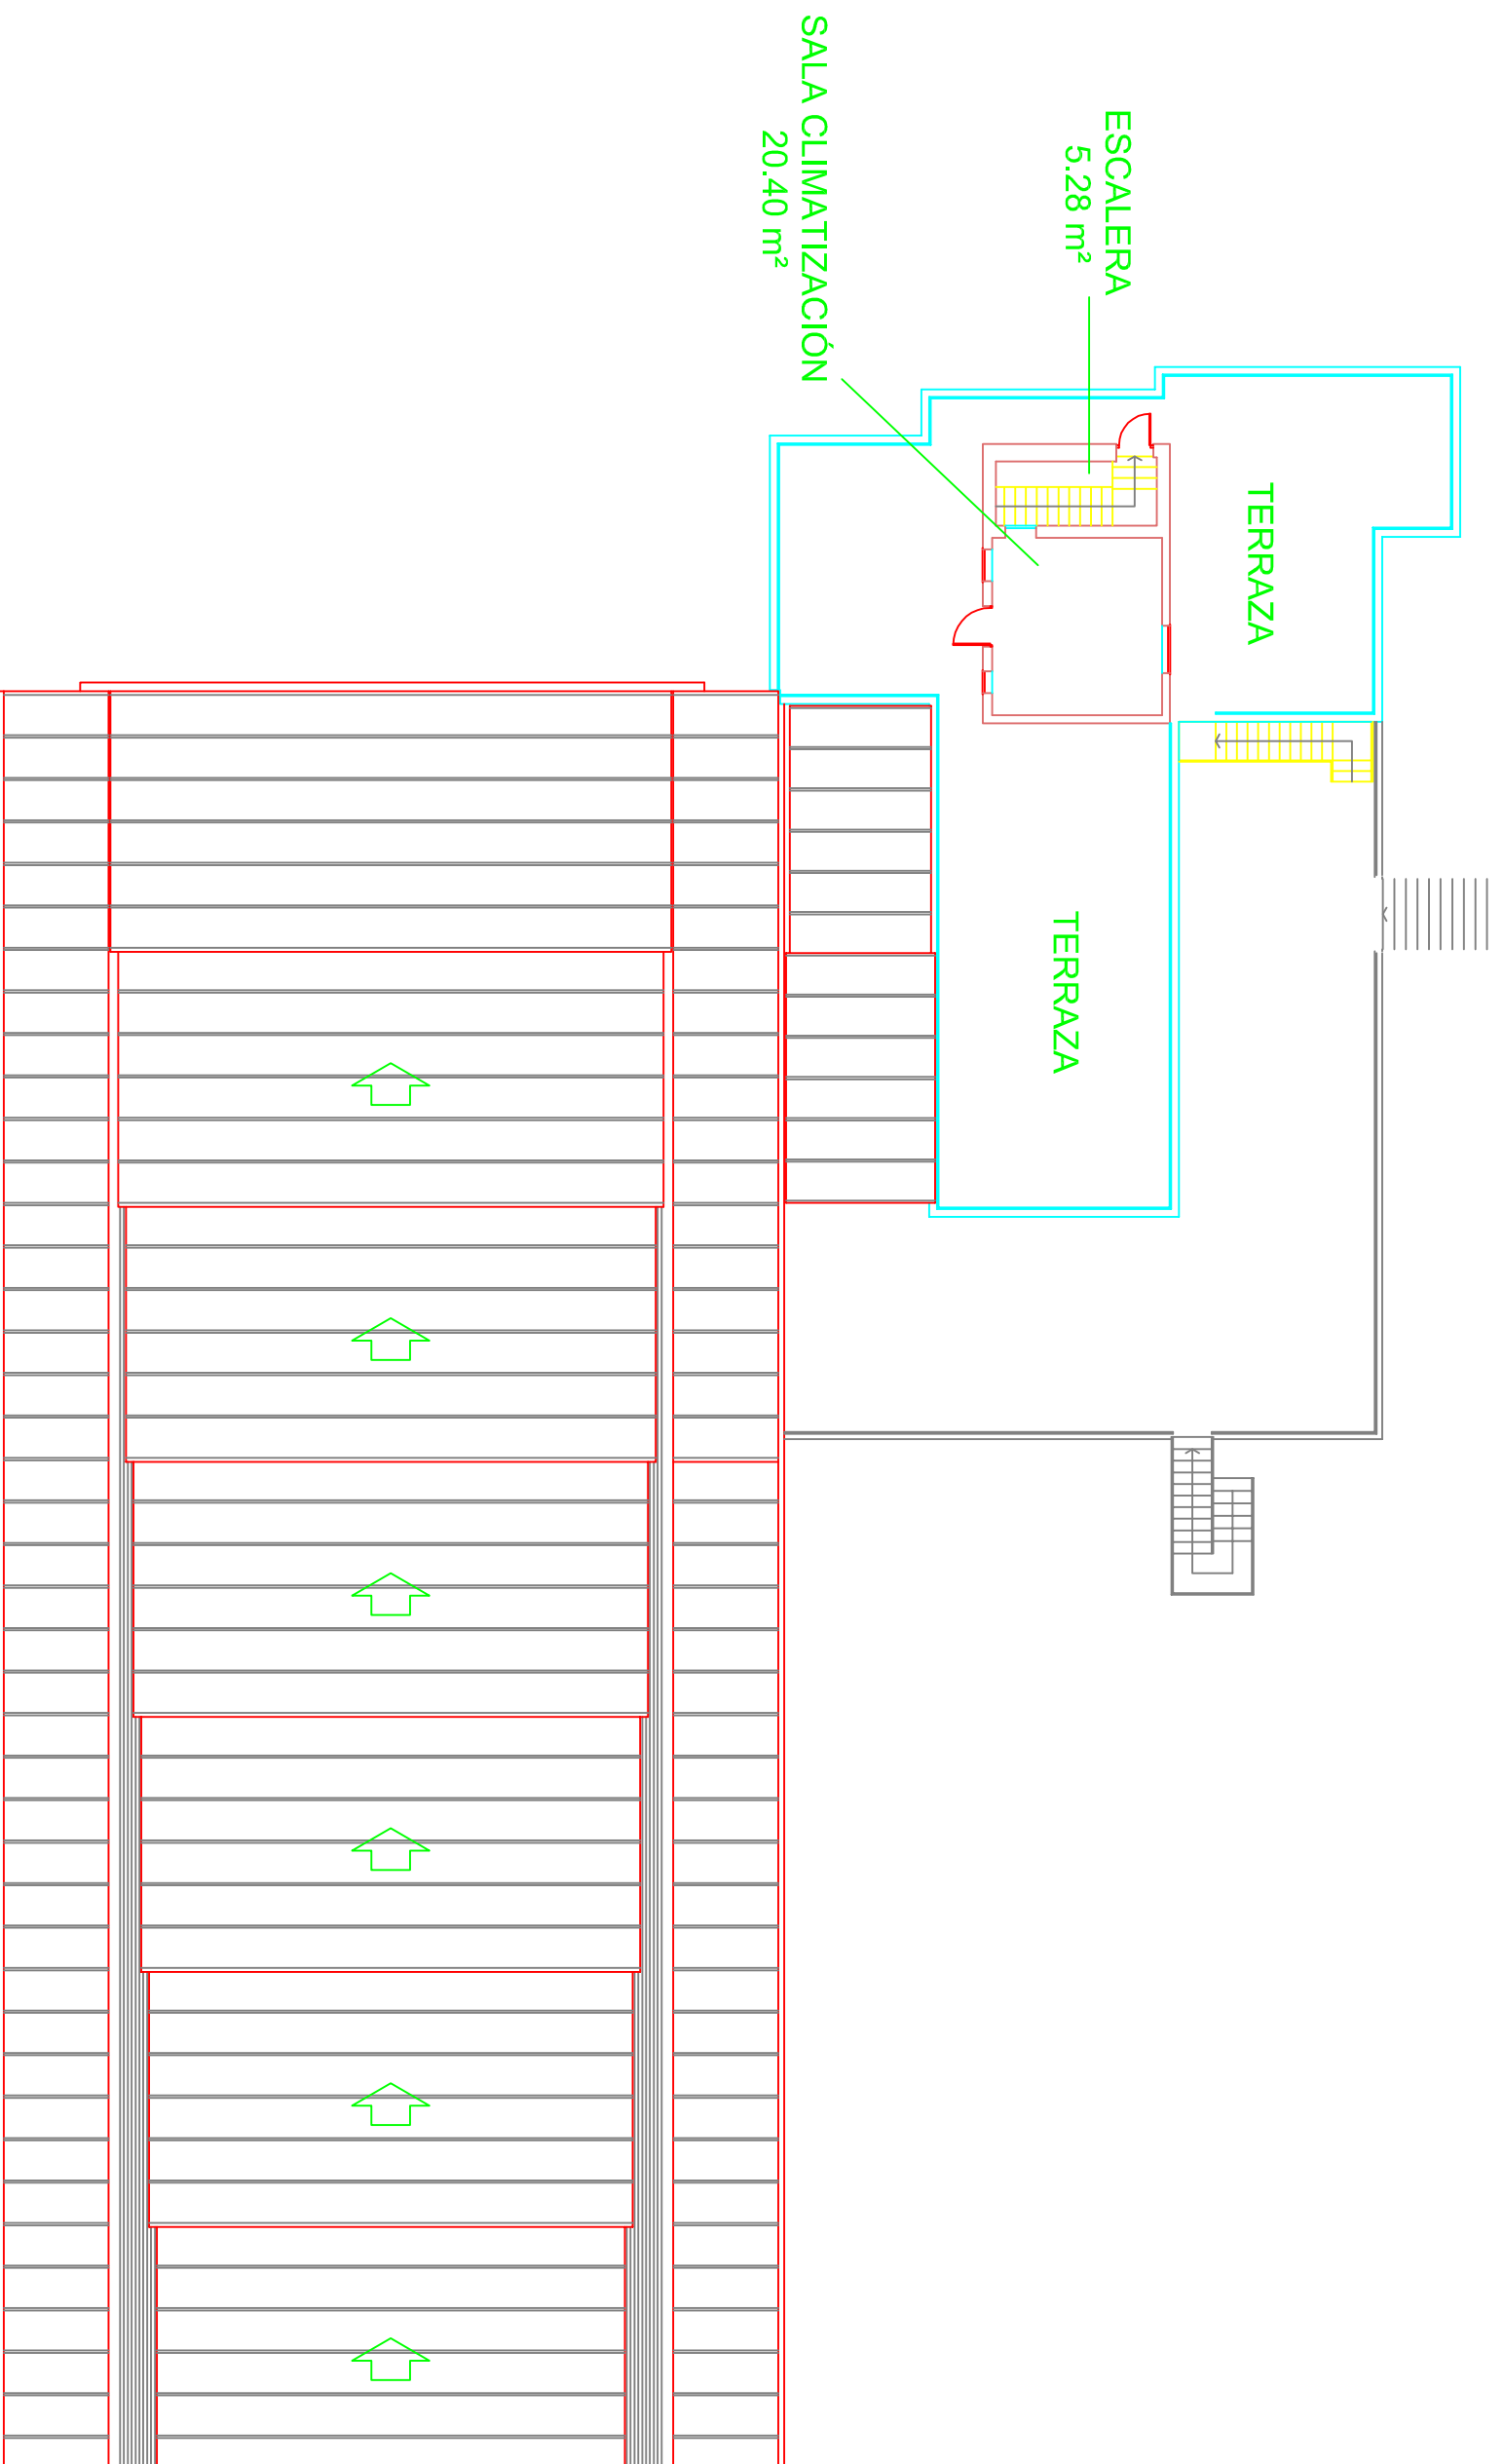 ESCALERA
5.28 m²
SALA CLIMATIZACIÓN
20.40 m²
TERRAZA
TERRAZA